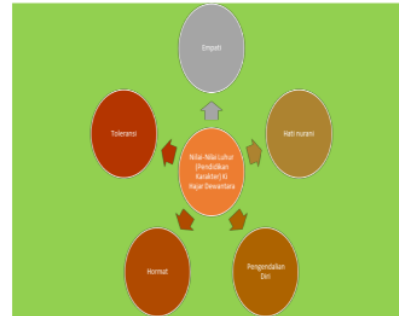 Empati
Toleransi
Hati nurani
Nilai-Nilai Luhur
(Pendidikan
Karakter) Ki
Hajar Dewantara
Hormat
Pengendalian
Diri